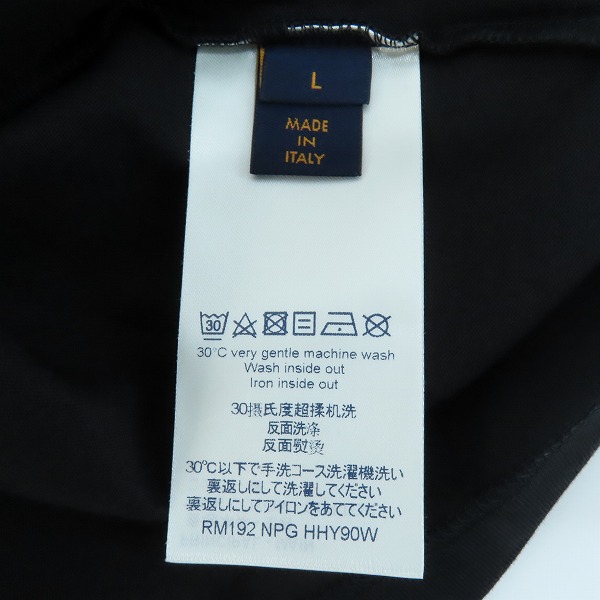 L
MADE
IN
ITALY
30
30°C very gentle machine wash
Wash inside out
Iron inside out
30摄氏度超揉机洗
反面洗涤
反面熨烫
30℃以下で手洗コース洗濯機洗い
裏返しにして洗濯してください
裏返しにしてアイロンをあててください
RM192 NPG HHY90W